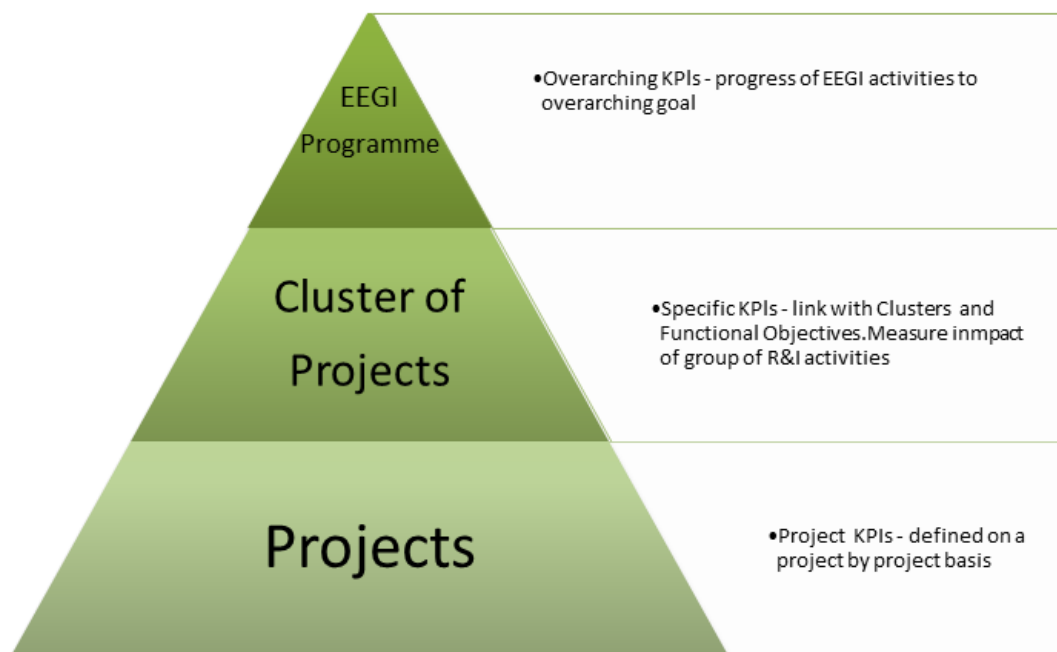 EEGI
Programme
•Overarching KPIs - progress of EEGI activities to
overarching goal
Cluster of
Projects
•Specific KPIs - link with Clusters and
Functional Objectives.Measure inmpact
of group of R&I activities
Projects
•Project KPIs - defined on a
project by project basis